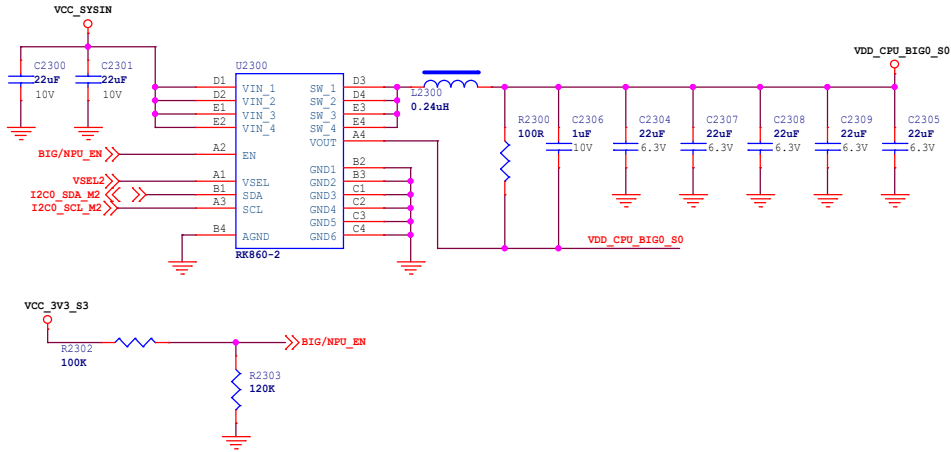 VCC_SYSIN
VDD_CPU_BIG0_S0
C2300
22uF
10V
C2301
22uF
10V
U2300
D1 VIN_1 SW_1 D3
D2 VIN_2 SW_2 D4
E1 VIN_3 SW_3 E3
E2 VIN_4 SW_4 E4
VOUT A4
BIG/NPU_EN A2 EN
GND1 B2
VSEL2 A1 VSEL GND2 B3
I2C0_SDA_M2 B1 SDA GND3 C1
I2C0_SCL_M2 A3 SCL GND4 C2
GND5 C3
B4 AGND GND6 C4
RK860-2
L2300
0.24uH
R2300
100R
C2306
1uF
10V
C2304
22uF
6.3V
C2307
22uF
6.3V
C2308
22uF
6.3V
C2309
22uF
6.3V
C2305
22uF
6.3V
VDD_CPU_BIG0_S0
VCC_3V3_S3
R2302
100K
BIG/NPU_EN
R2303
120K